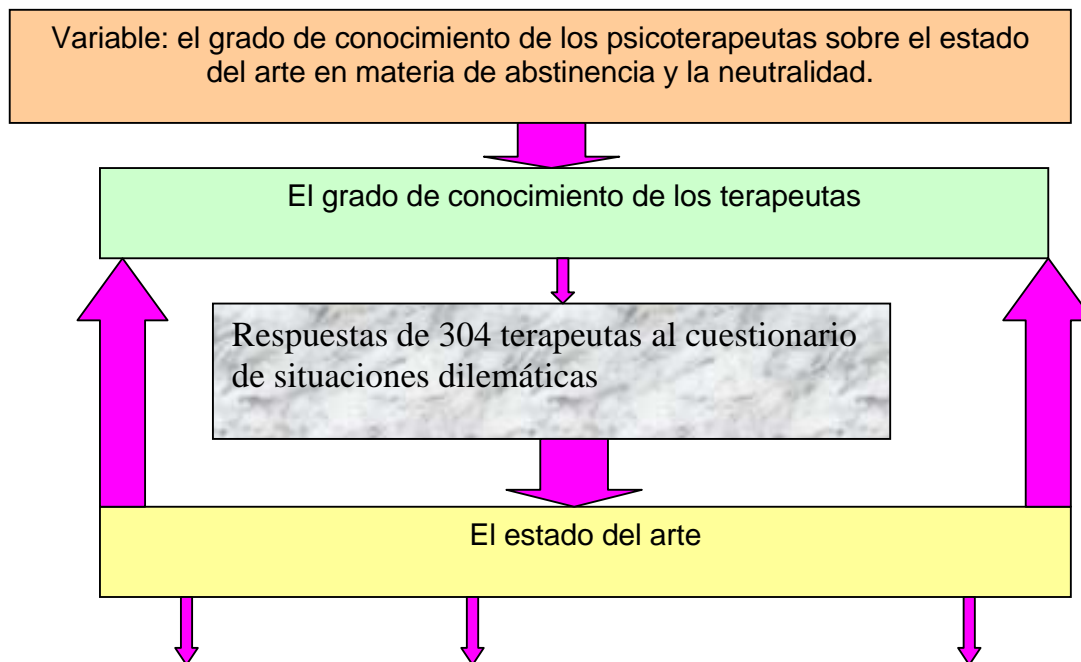 Variable: el grado de conocimiento de los psicoterapeutas sobre el estado
del arte en materia de abstinencia y la neutralidad.
El grado de conocimiento de los terapeutas
Respuestas de 304 terapeutas al cuestionario
de situaciones dilemáticas
El estado del arte